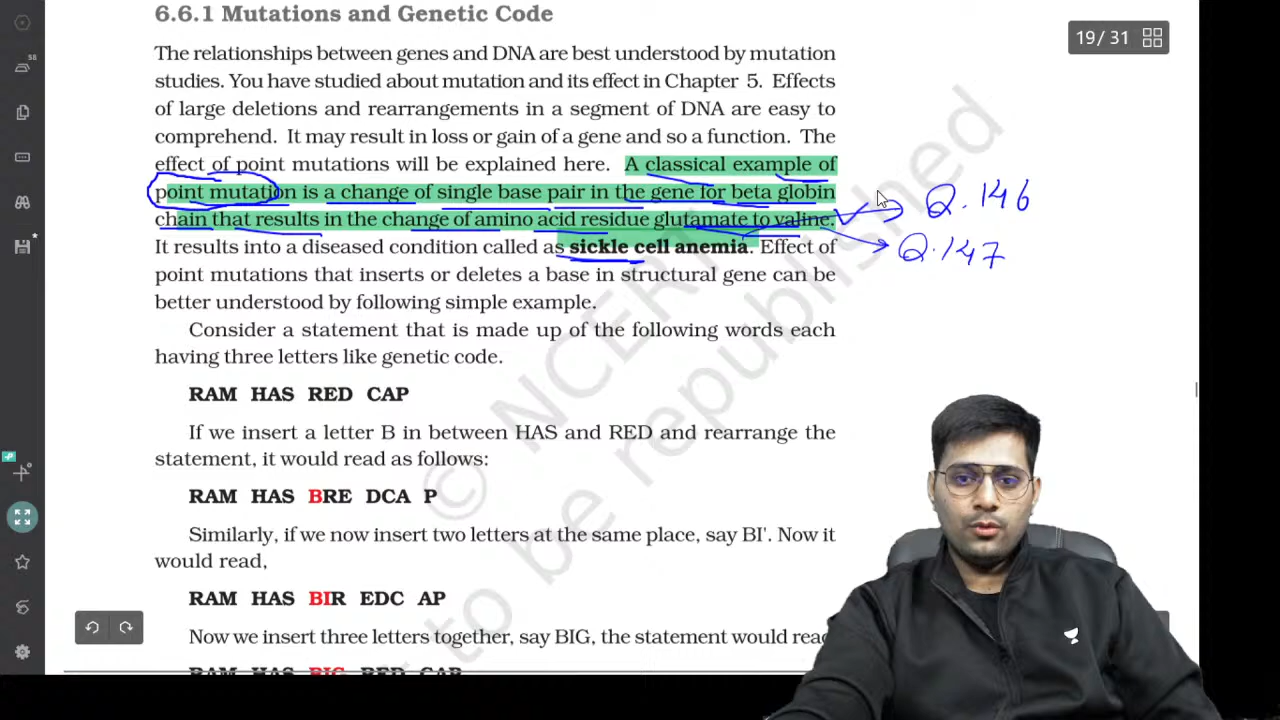 6.6.1 Mutations and Genetic Code
19/ 31
The relationships between genes and DNA are best understood by mutation
studies. You have studied about mutation and its effect in Chapter 5. Effects
of large deletions and rearrangements in a segment of DNA are easy to
comprehend. It may result in loss or gain of a gene and so a function. The
effect of point mutations will be explained here. A classical example of
point mutation is a change of single base pair in the gene for beta globin
chain that results in the change of amino acid residue glutamate to valine.
Q.146
It results into a diseased condition called as sickle cell anemia. Effect of
Q.147
point mutations that inserts or deletes a base in structural gene can be
better understood by following simple example.
Consider a statement that is made up of the following words each
having three letters like genetic code.
RAM HAS RED CAP
If we insert a letter B in between HAS and RED and rearrange the
statement, it would read as follows:
RAM HAS BRE DCA P
Similarly, if we now insert two letters at the same place, say BI'. Now it
would read,
RAM HAS BIR EDC AP
Now we insert three letters together, say BIG, the statement would read
RAM HAS BIG RED CAP
© NCERT
to be republished